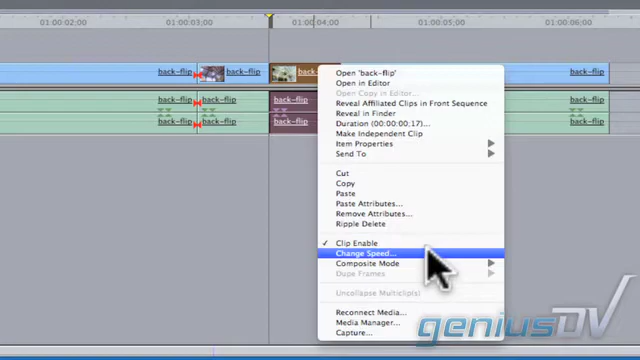 01:00:02:00 01:00:03:00 01:00:04:00 01:00:05:00 01:00:06:00
back-flip back-flip back- back-flip
back-flip back-flip back-flip back-flip
back-flip back-flip back-flip back-flip
Open 'back-flip'
Open in Editor
Open Copy in Editor...
Reveal Affiliated Clips in Front Sequence
Reveal in Finder
Duration (00:00:00;17)...
Make Independent Clip
Item Properties
Send To
Cut
Copy
Paste
Paste Attributes...
Remove Attributes...
Ripple Delete
✓ Clip Enable
Change Speed...
Composite Mode
Dupe Frames
Uncollapse Multiclip(s)
Reconnect Media...
Media Manager...
Capture...
geniusDV